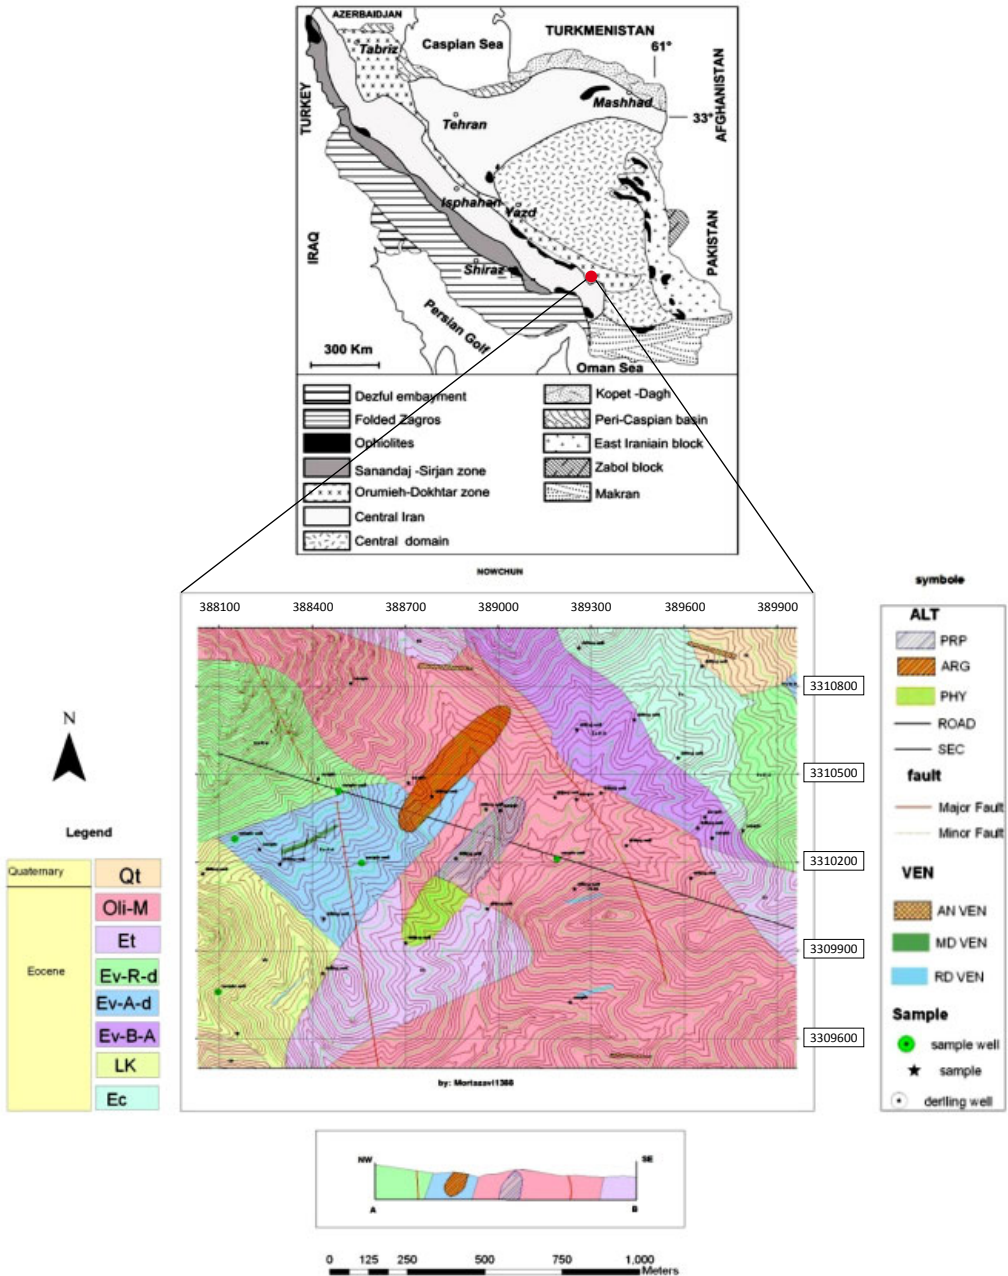 AZERBAIDJAN
TURKMENISTAN
Caspian Sea
61°
Tabriz
TURKEY
Mashhad
AFGHANISTAN
33°
Tehran
Isphahan
Yazd
IRAQ
PAKISTAN
Shiraz
Persian Golf
300 Km
Oman Sea
Dezful embayment
Kopet -Dagh
Folded Zagros
Peri-Caspian basin
Ophiolites
East Iraniain block
Sanandaj -Sirjan zone
Zabol block
Orumieh-Dokhtar zone
Makran
Central Iran
Central domain
NOWCHUN
388100 388400 388700 389000 389300 389600 389900
3310800
3310500
3310200
3309900
3309600
by: Mortazavi1388
N
Legend
Quaternary
Qt
Eocene
Oli-M
Et
Ev-R-d
Ev-A-d
Ev-B-A
LK
Ec
symbole
ALT
PRP
ARG
PHY
ROAD
SEC
fault
Major Fault
Minor Fault
VEN
AN VEN
MD VEN
RD VEN
Sample
sample well
sample
derlling well
NW
SE
A
B
0 125 250 500 750 1,000
Meters